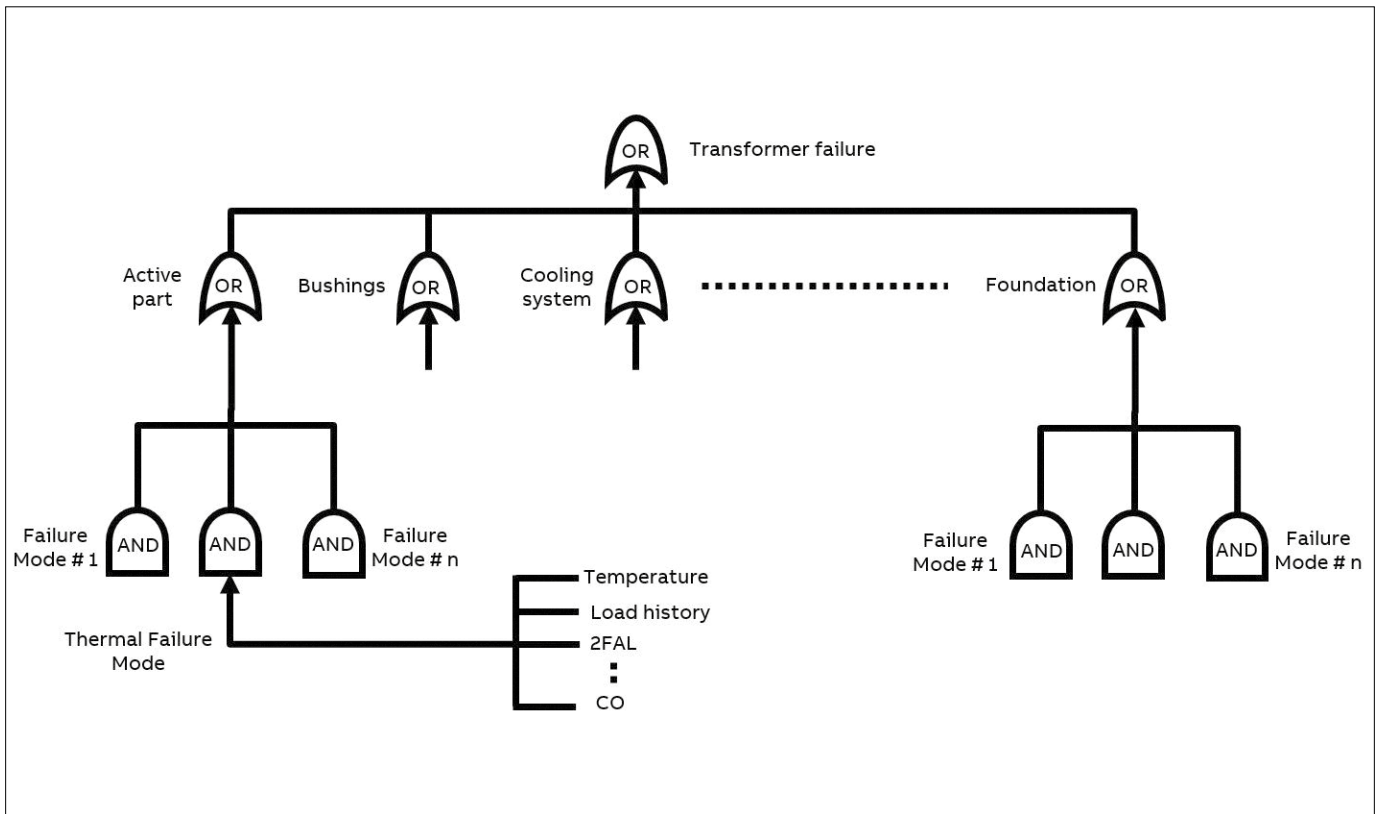 OR
Transformer failure
Active
part
OR
Bushings
OR
Cooling
system
OR
Foundation
OR
Failure
Mode # 1
AND
AND
AND
Failure
Mode # n
Failure
Mode # 1
AND
AND
AND
Failure
Mode # n
Thermal Failure
Mode
Temperature
Load history
2FAL
CO